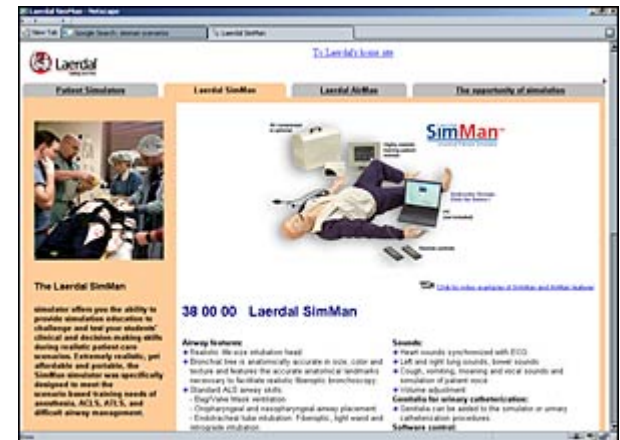 Laerdal SimMan - Netscape
New Tab
Google Search: simman scenarios
Laerdal SimMan
Laerdal
To Laerdal's home site
Patient Simulators
Laerdal SimMan
Laerdal AirMan
The opportunity of simulation
SimMan
The Laerdal SimMan
simulator offers you the ability to
provide simulation education to
challenge and test your students'
clinical and decision making skills
during realistic patient care
scenarios. Extremely realistic, yet
affordable and portable, the
SimMan simulator was specifically
designed to meet the
scenario based training needs of
anesthesia, ACLS, ATLS, and
difficult airway management.
Click for video examples of SimMan and AirMan features
38 00 00 Laerdal SimMan
Airway features:
Realistic life-size intubation head
Bronchial tree is anatomically accurate in size, color and
texture and features the accurate anatomical landmarks
necessary to facilitate realistic fiberoptic bronchoscopy.
Standard ALS airway skills:
- Bag/Valve Mask ventilation
- Oropharyngeal and nasopharyngeal airway placement
- Endotracheal tube intubation: Fiberoptic, light wand and
retrograde intubation
Sounds:
Heart sounds synchronized with ECG
Left and right lung sounds, bowel sounds
Cough, vomiting, moaning and vocal sounds and
simulation of patient voice
Volume adjustment
Genitalia for urinary catheterization:
Genitalia can be added to the simulator or urinary
catheterization procedures
Software control: